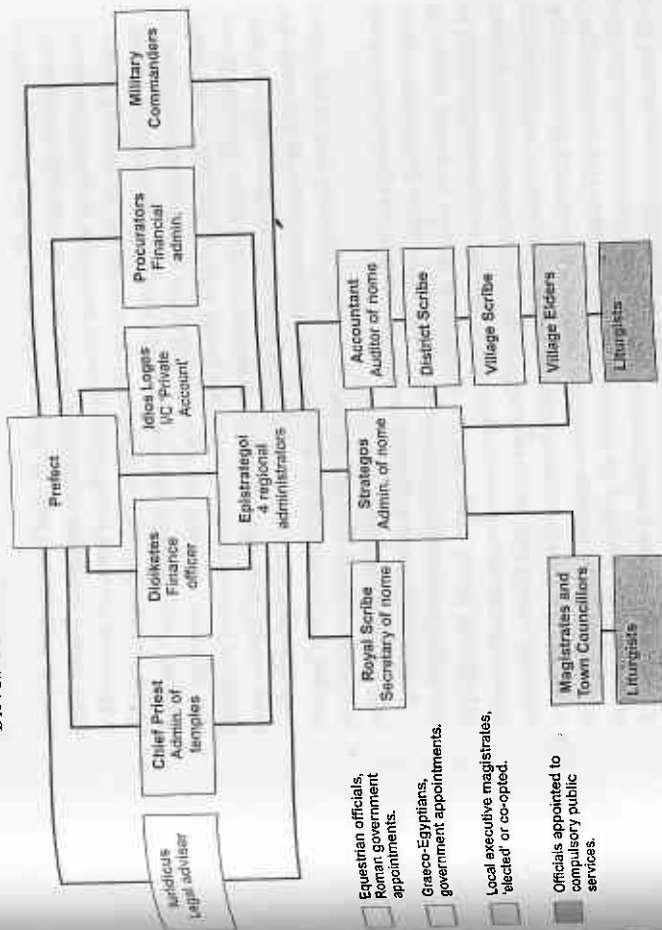 Prefect
Iuridicus
Legal adviser
Chief Priest
Admin. of
temples
Dioiketes
Finance
officer
Idios Logos
I/C 'Private
Account'
Procurators
Financial
admin.
Military
Commanders
Epistrategoi
4 regional
administrators
Royal Scribe
Secretary of nome
Strategos
Admin. of nome
Accountant
Auditor of nome
District Scribe
Village Scribe
Village Elders
Liturgists
Magistrates and
Town Councillors
Liturgists
Equestrian officials,
Roman government
appointments.
Graeco-Egyptians,
government appointments.
Local executive magistrates,
'elected' or co-opted.
Officials appointed to
compulsory public
services.